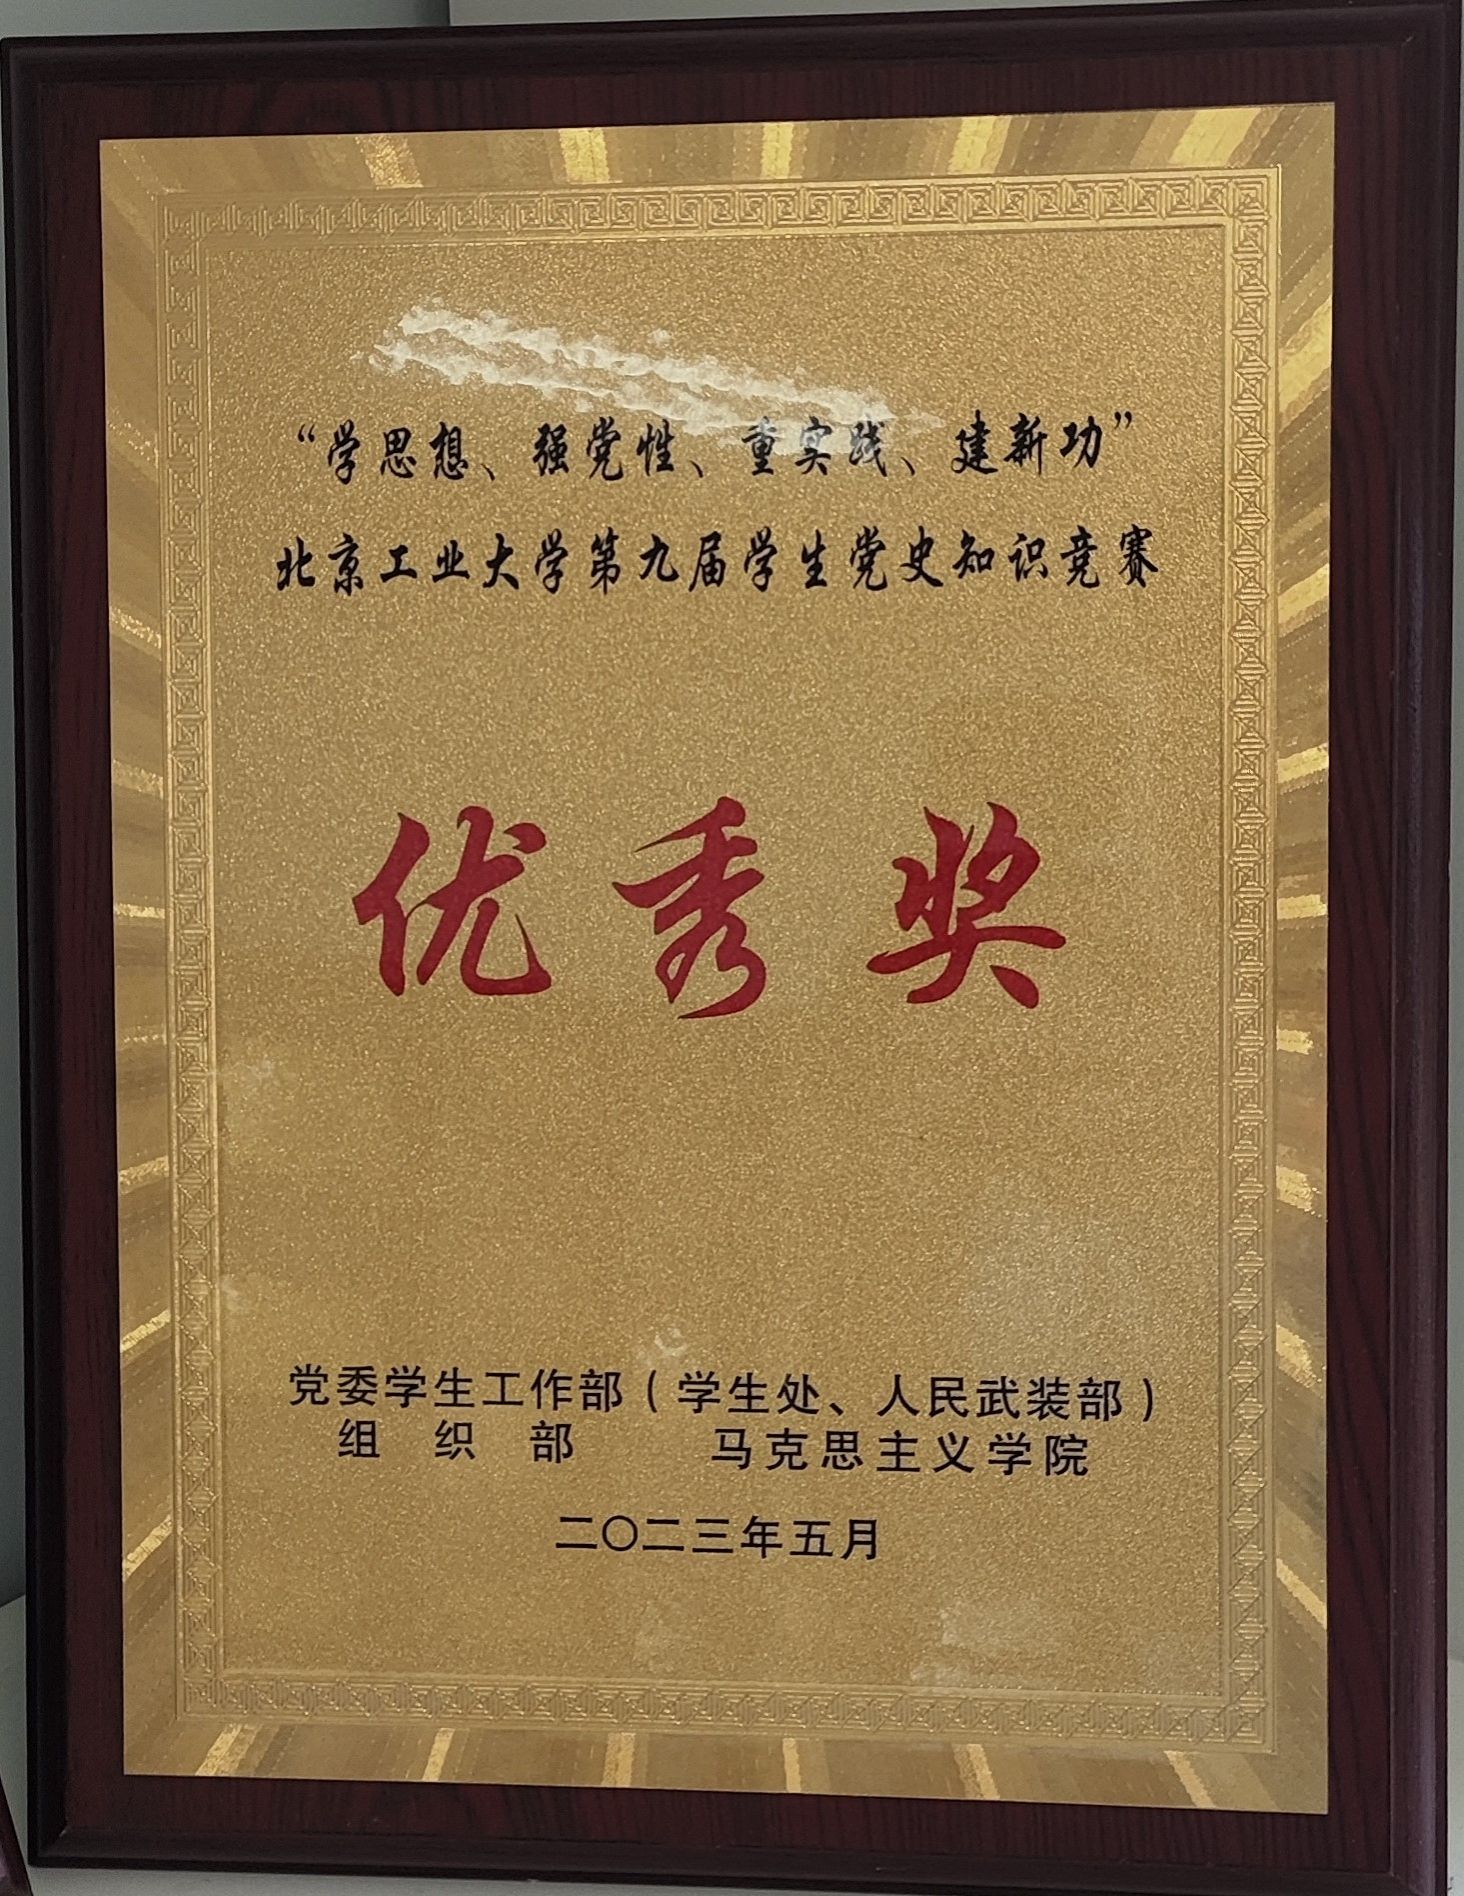 “学思想、强党性、重实践、建新功”
北京工业大学第九届学生党史知识竞赛
优秀奖
党委学生工作部（学生处、人民武装部）
组织部 马克思主义学院
二〇二三年五月